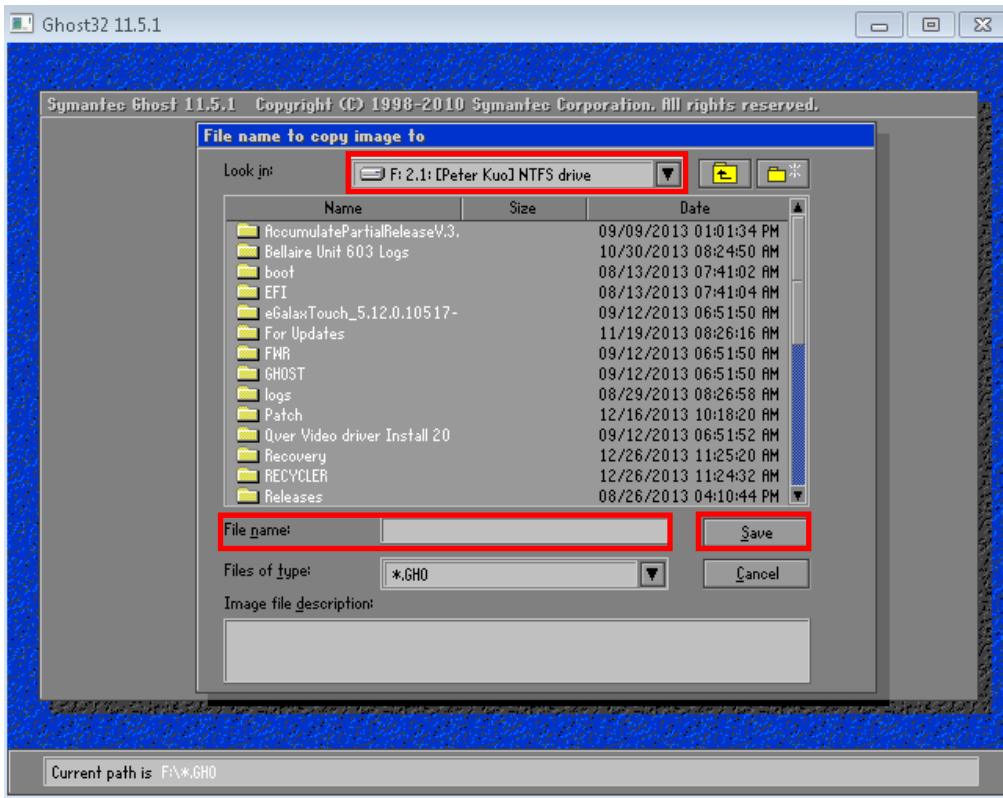 Ghost32 11.5.1
Symantec Ghost 11.5.1 Copyright (C) 1998-2010 Symantec Corporation. All rights reserved.
File name to copy image to
Look in: F: 2.1: [Peter Kuo] NTFS drive
Name Size Date
AccumulatePartialReleaseV.3. 09/09/2013 01:01:34 PM
Bellaire Unit 603 Logs 10/30/2013 08:24:50 AM
boot 08/13/2013 07:41:02 AM
EFI 08/13/2013 07:41:04 AM
eGalaxTouch_5.12.0.10517- 09/12/2013 06:51:50 AM
For Updates 11/19/2013 08:26:16 AM
FWR 09/12/2013 06:51:50 AM
GHOST 09/12/2013 06:51:50 AM
logs 08/29/2013 08:26:58 AM
Patch 12/16/2013 10:18:20 AM
Qver Video driver Install 20 09/12/2013 06:51:52 AM
Recovery 12/26/2013 11:25:20 AM
RECYCLER 12/26/2013 11:24:32 AM
Releases 08/26/2013 04:10:44 PM
File name: Save
Files of type: *.GHO Cancel
Image file description:
Current path is F:\*.GHO